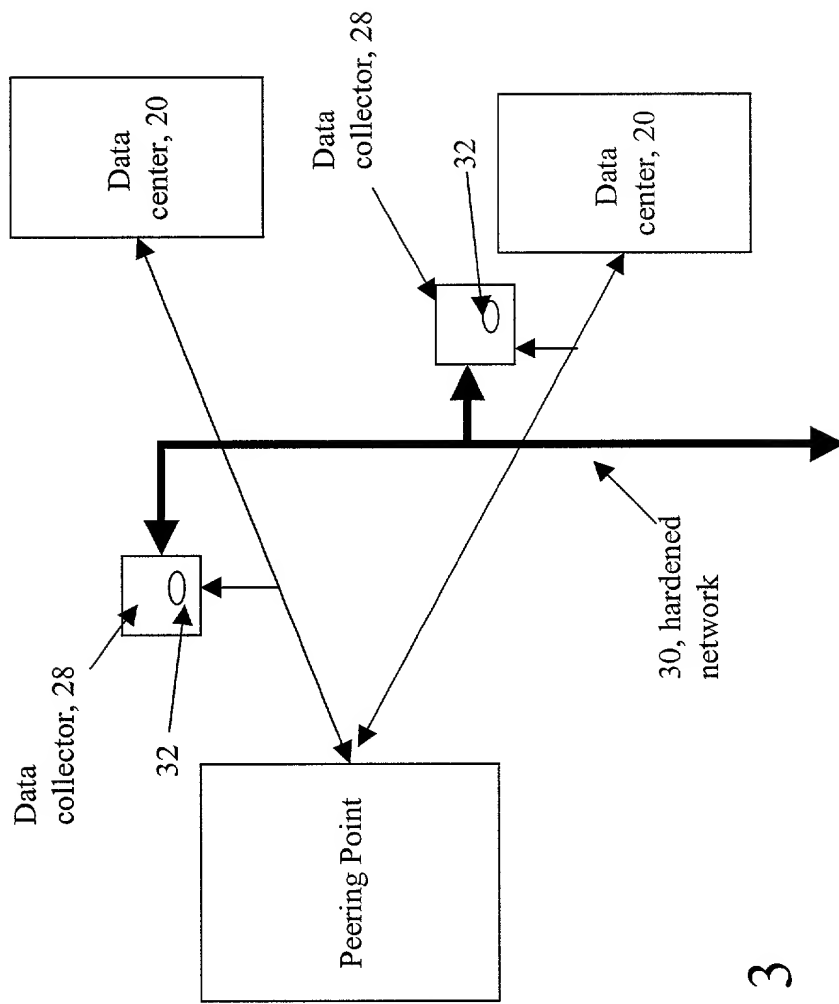 Data
collector, 28
32
Peering Point
Data
center, 20
Data
collector, 28
32
Data
center, 20
30, hardened
network
3